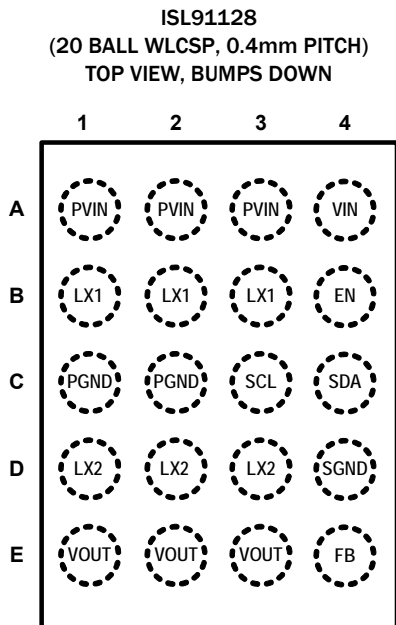 ISL91128
(20 BALL WLCSP, 0.4mm PITCH)
TOP VIEW, BUMPS DOWN
1 2 3 4
A PVIN PVIN PVIN VIN
B LX1 LX1 LX1 EN
C PGND PGND SCL SDA
D LX2 LX2 LX2 SGND
E VOUT VOUT VOUT FB